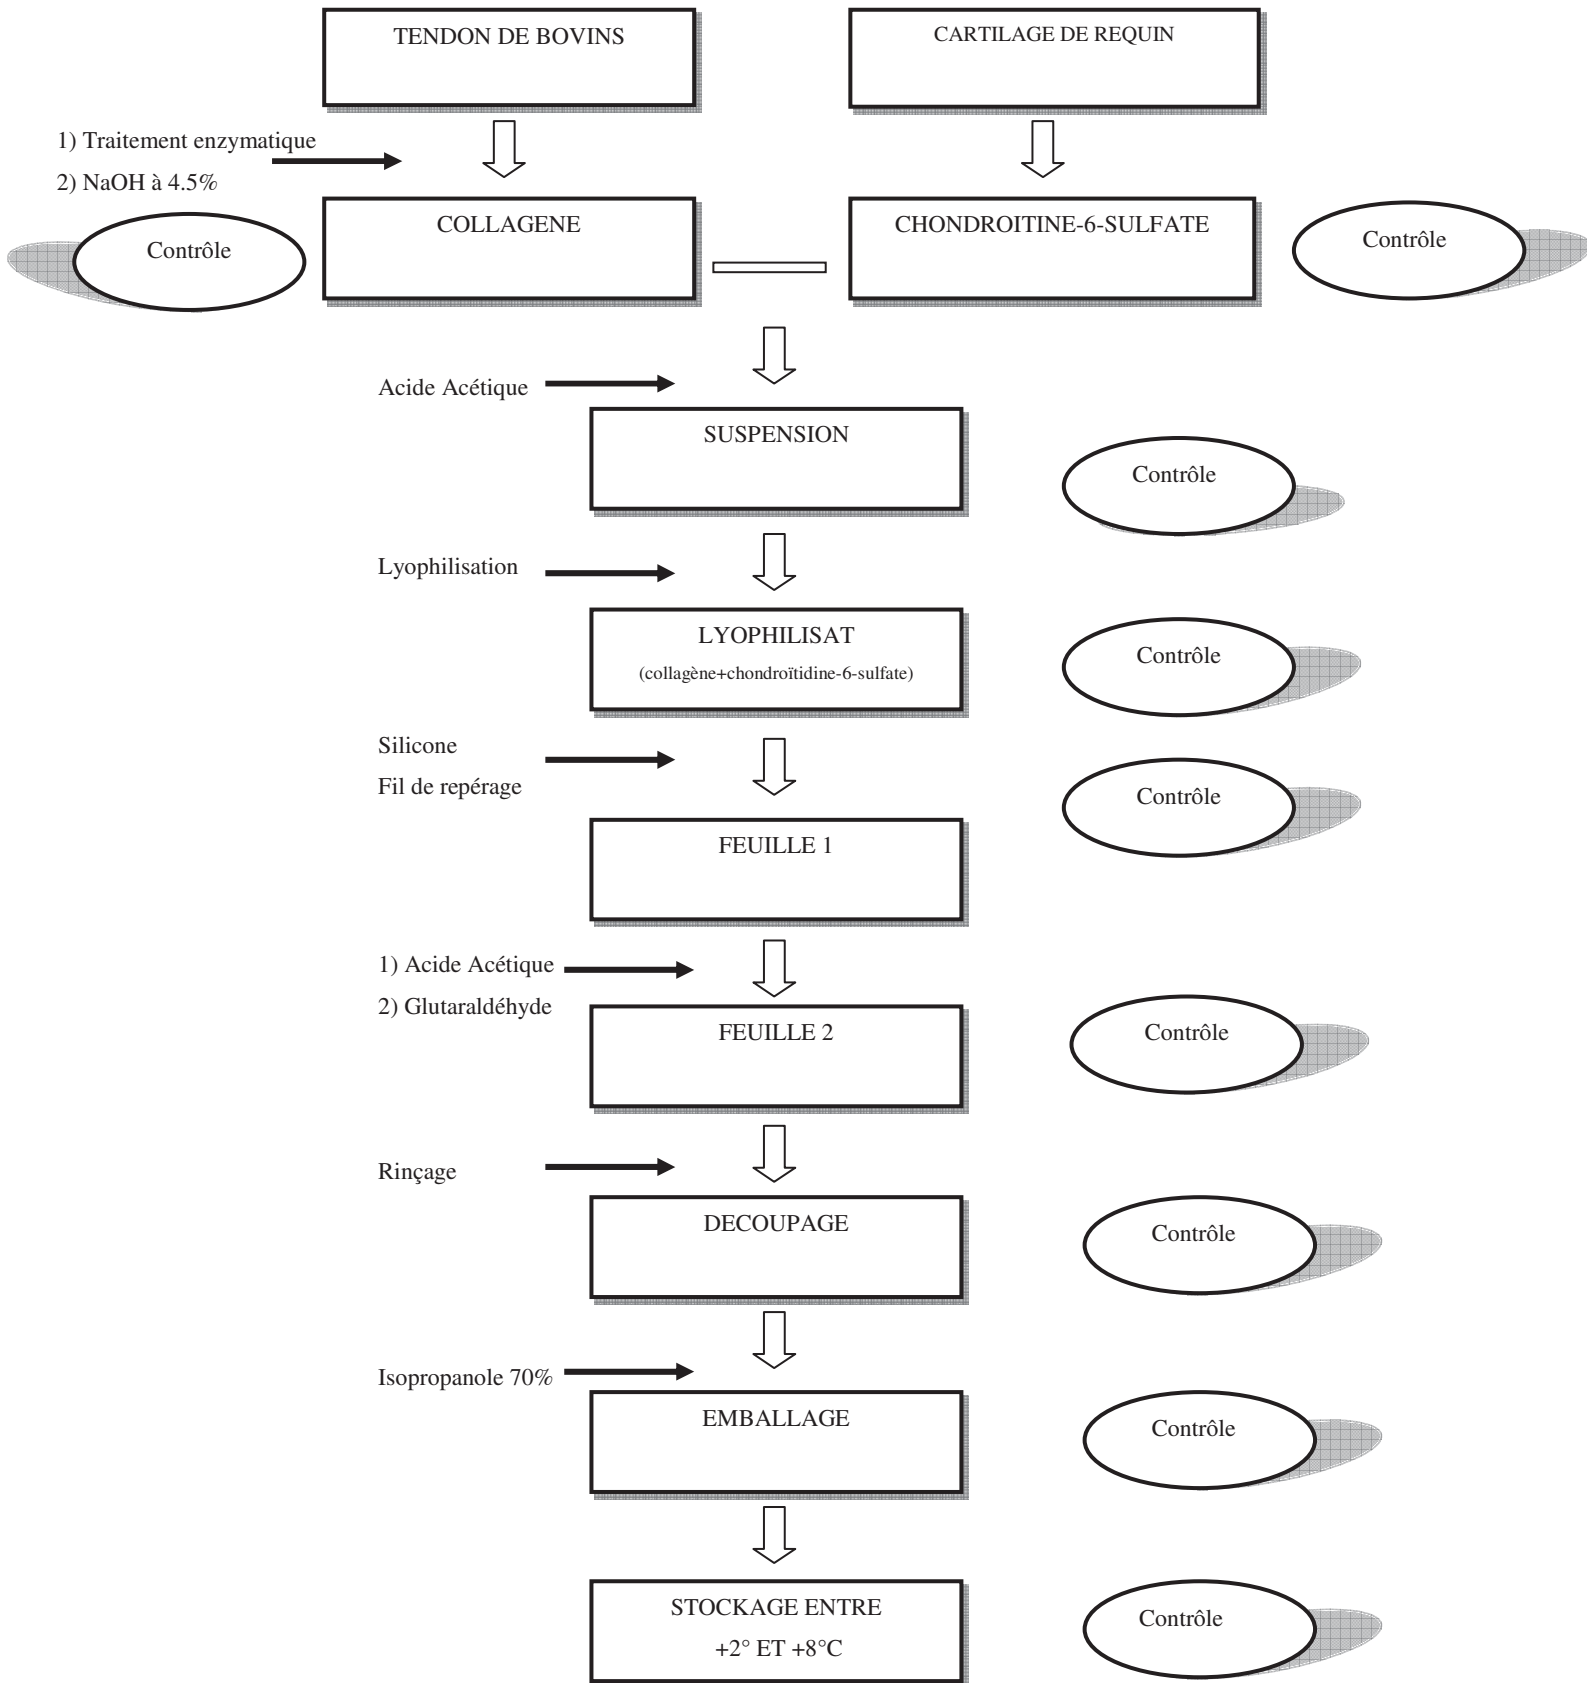 TENDON DE BOVINS
CARTILAGE DE REQUIN
1) Traitement enzymatique
2) NaOH à 4.5%
Contrôle
COLLAGENE
CHONDROITINE-6-SULFATE
Contrôle
Acide Acétique
SUSPENSION
Contrôle
Lyophilisation
LYOPHILISAT
(collagène+chondroïtidine-6-sulfate)
Contrôle
Silicone
Fil de repérage
Contrôle
FEUILLE 1
1) Acide Acétique
2) Glutaraldéhyde
FEUILLE 2
Contrôle
Rinçage
DECOUPAGE
Contrôle
Isopropanole 70%
EMBALLAGE
Contrôle
STOCKAGE ENTRE
+2° ET +8°C
Contrôle